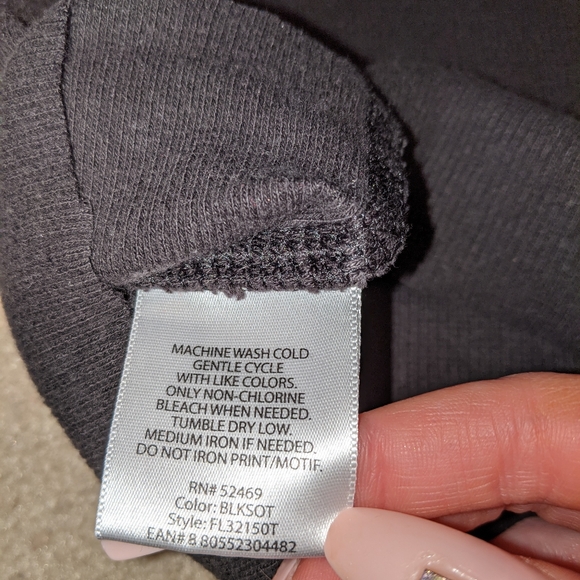 MACHINE WASH COLD
GENTLE CYCLE
WITH LIKE COLORS.
ONLY NON-CHLORINE
BLEACH WHEN NEEDED.
TUMBLE DRY LOW.
MEDIUM IRON IF NEEDED.
DO NOT IRON PRINT/MOTIF.
RN# 52469
Color: BLKSOT
Style: FL32150T
EAN# 8 80552304482